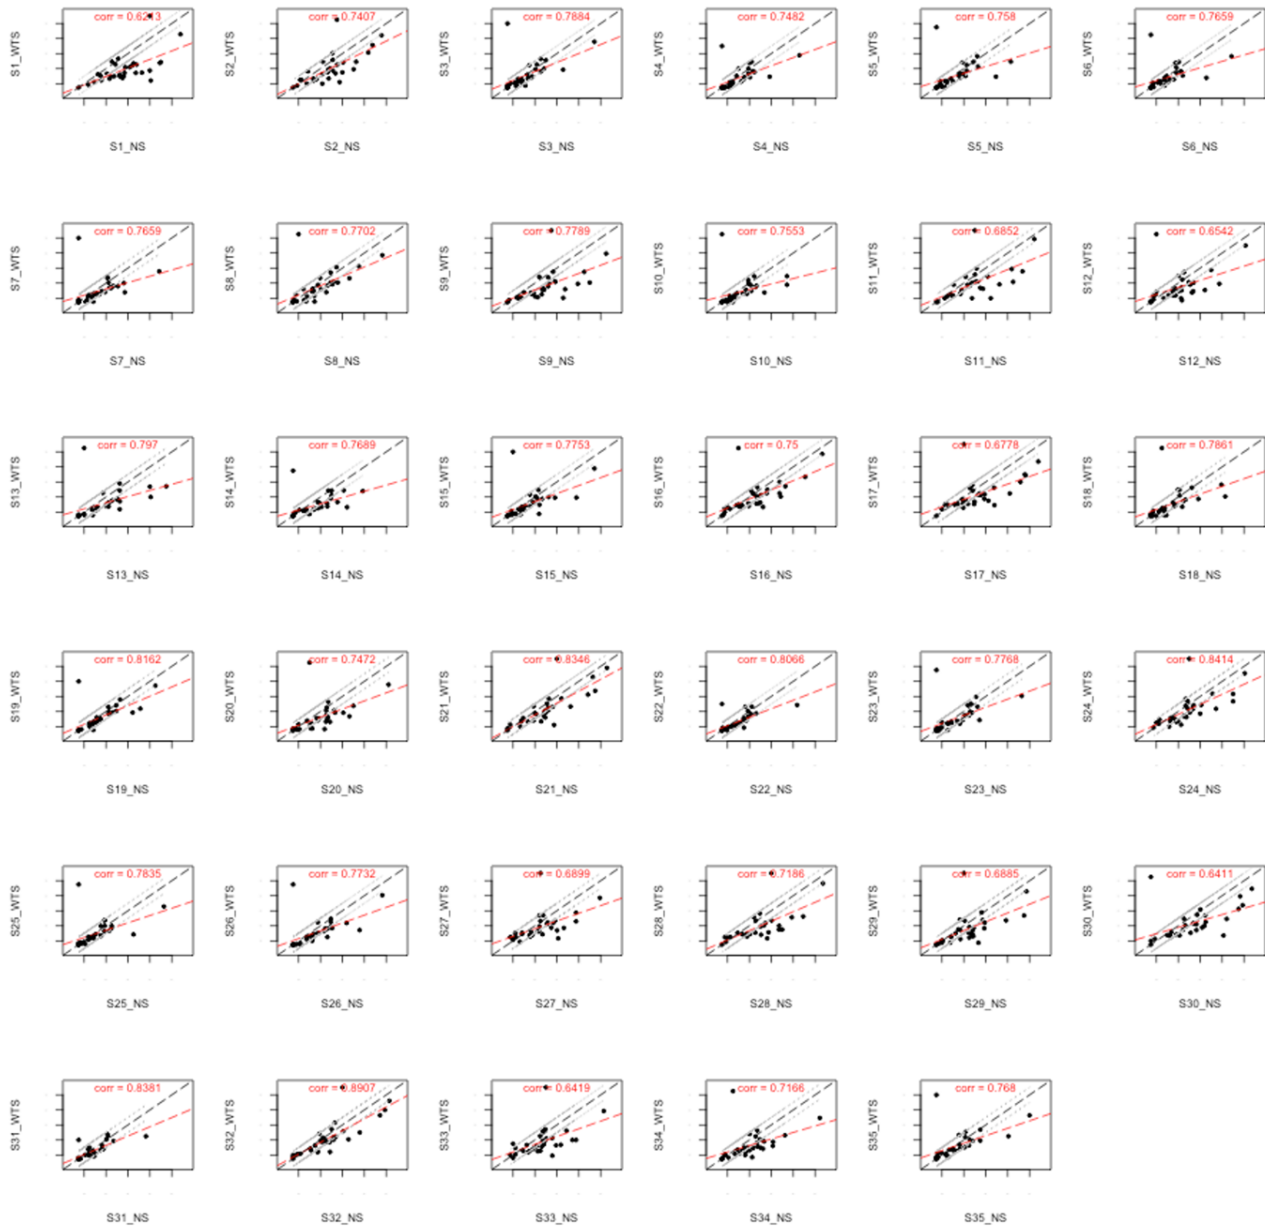 S1_WTS corr = 0.6213 S2_WTS corr = 0.7407 S3_WTS corr = 0.7884 S4_WTS corr = 0.7482 S5_WTS corr = 0.758 S6_WTS corr = 0.7659
S1_NS S2_NS S3_NS S4_NS S5_NS S6_NS
S7_WTS corr = 0.7659 S8_WTS corr = 0.7702 S9_WTS corr = 0.7789 S10_WTS corr = 0.7553 S11_WTS corr = 0.6852 S12_WTS corr = 0.6542
S7_NS S8_NS S9_NS S10_NS S11_NS S12_NS
S13_WTS corr = 0.797 S14_WTS corr = 0.7689 S15_WTS corr = 0.7753 S16_WTS corr = 0.75 S17_WTS corr = 0.6778 S18_WTS corr = 0.7861
S13_NS S14_NS S15_NS S16_NS S17_NS S18_NS
S19_WTS corr = 0.8162 S20_WTS corr = 0.7472 S21_WTS corr = 0.8346 S22_WTS corr = 0.8066 S23_WTS corr = 0.7768 S24_WTS corr = 0.8414
S19_NS S20_NS S21_NS S22_NS S23_NS S24_NS
S25_WTS corr = 0.7835 S26_WTS corr = 0.7732 S27_WTS corr = 0.6899 S28_WTS corr = 0.7186 S29_WTS corr = 0.6885 S30_WTS corr = 0.6411
S25_NS S26_NS S27_NS S28_NS S29_NS S30_NS
S31_WTS corr = 0.8381 S32_WTS corr = 0.8907 S33_WTS corr = 0.6419 S34_WTS corr = 0.7166 S35_WTS corr = 0.768
S31_NS S32_NS S33_NS S34_NS S35_NS